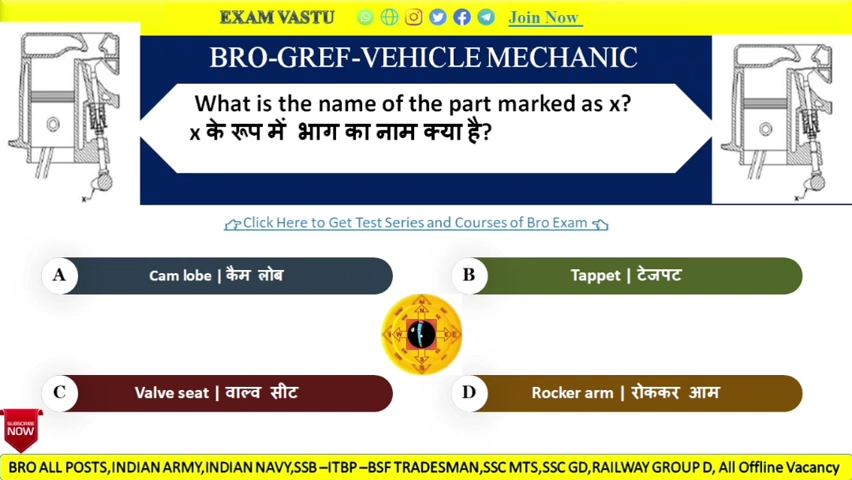 EXAM VASTU Join Now
BRO-GREF-VEHICLE MECHANIC
What is the name of the part marked as x?
x के रूप में भाग का नाम क्या है?
x
x
Click Here to Get Test Series and Courses of Bro Exam
A Cam lobe | कैम लोब
B Tappet | टेजपट
C Valve seat | वाल्व सीट
D Rocker arm | रोककर आम
SUBSCRIBE
NOW
BRO ALL POSTS,INDIAN ARMY,INDIAN NAVY,SSB –ITBP –BSF TRADESMAN,SSC MTS,SSC GD,RAILWAY GROUP D, All Offline Vacancy